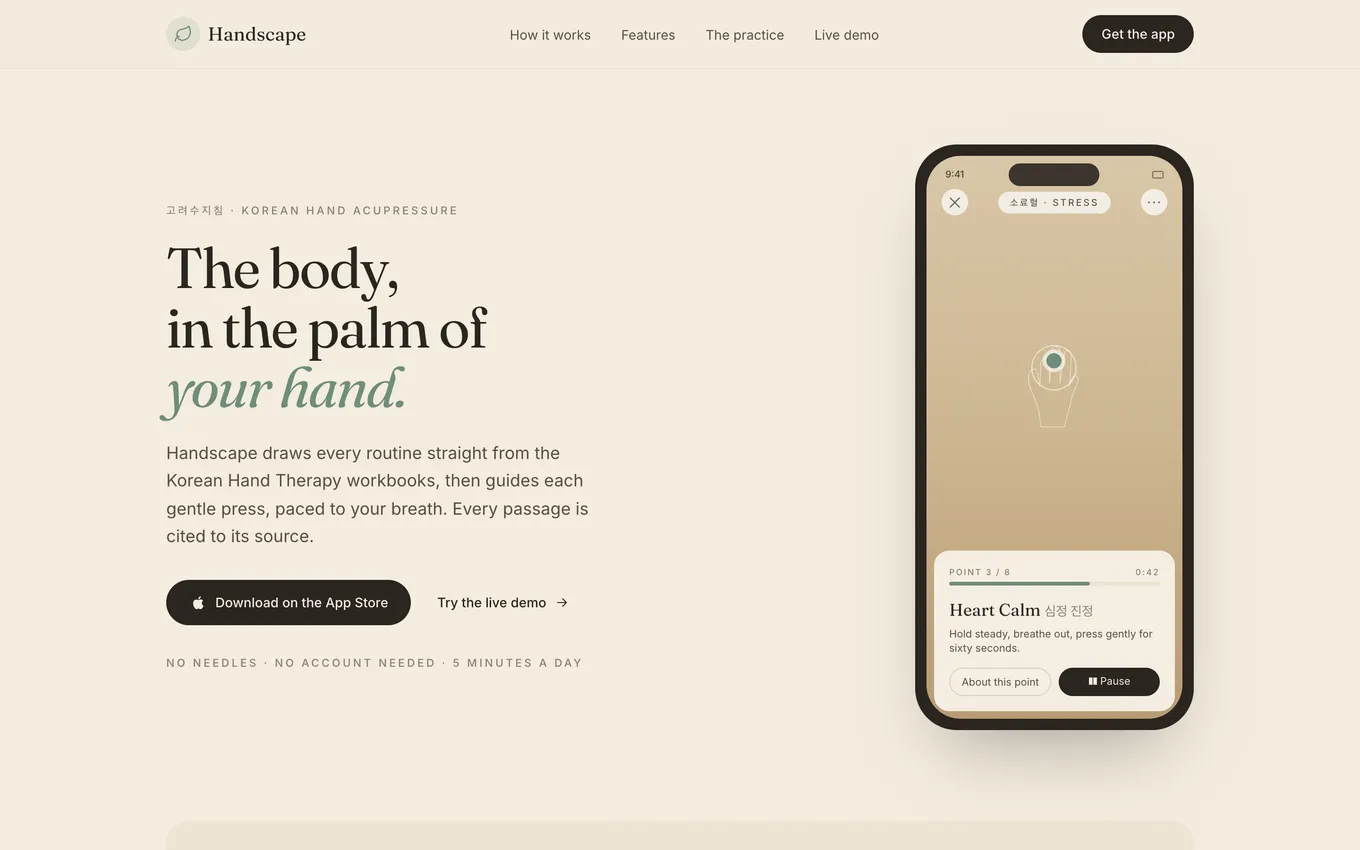 Handscape
How it works
Features
The practice
Live demo
Get the app
고려수지침 · KOREAN HAND ACUPRESSURE
The body,
in the palm of
your hand.
Handscape draws every routine straight from the
Korean Hand Therapy workbooks, then guides each
gentle press, paced to your breath. Every passage is
cited to its source.
Download on the App Store
Try the live demo →
NO NEEDLES · NO ACCOUNT NEEDED · 5 MINUTES A DAY
9:41
소료혈 · STRESS
POINT 3 / 8
0:42
Heart Calm 심정 진정
Hold steady, breathe out, press gently for
sixty seconds.
About this point
Pause